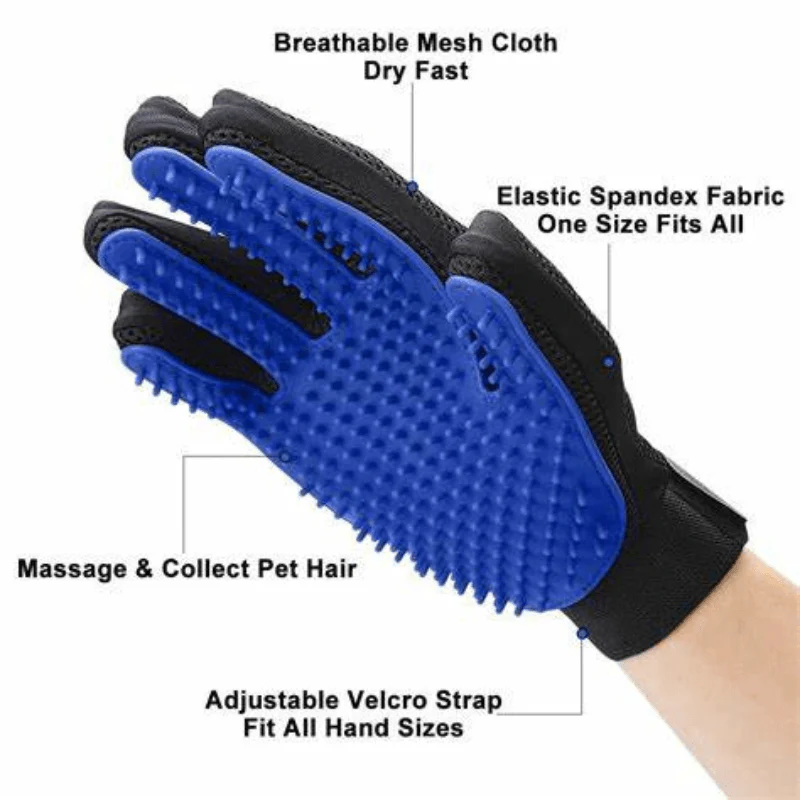 Breathable Mesh Cloth
Dry Fast
Elastic Spandex Fabric
One Size Fits All
Massage & Collect Pet Hair
Adjustable Velcro Strap
Fit All Hand Sizes